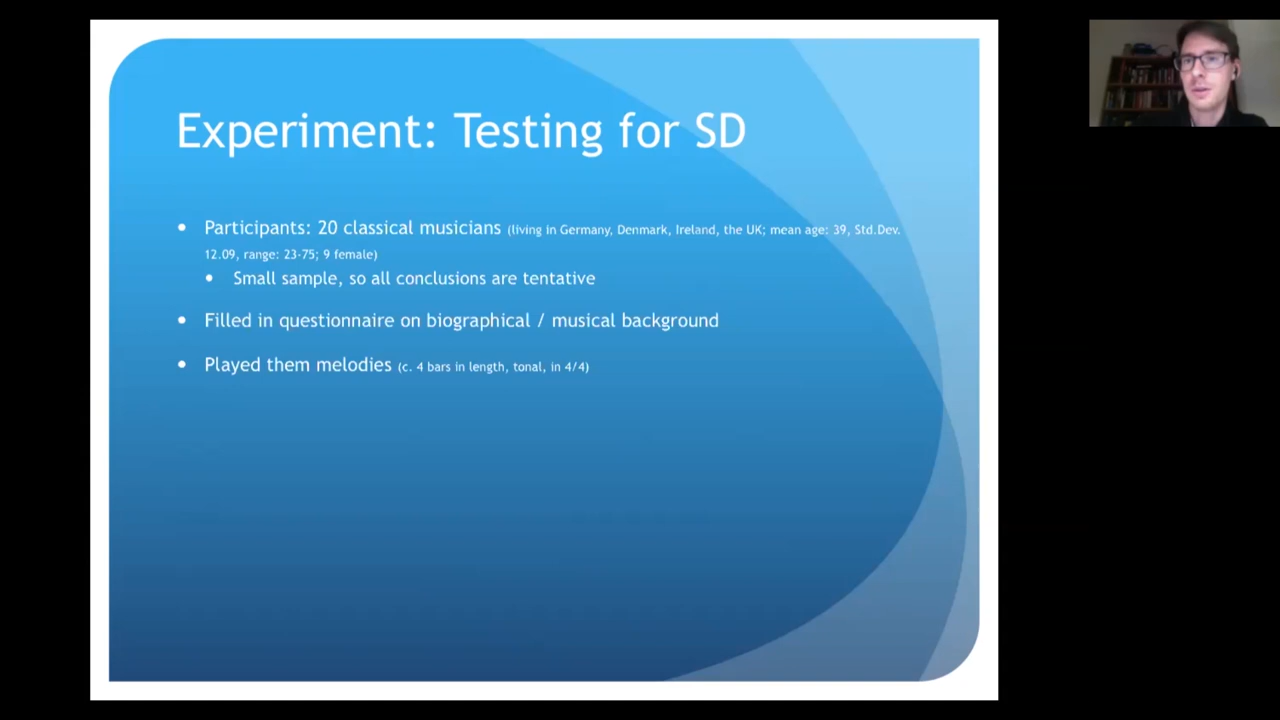 Experiment: Testing for SD
• Participants: 20 classical musicians (living in Germany, Denmark, Ireland, the UK; mean age: 39, Std.Dev.
12.09, range: 23-75; 9 female)
• Small sample, so all conclusions are tentative
• Filled in questionnaire on biographical / musical background
• Played them melodies (c. 4 bars in length, tonal, in 4/4)